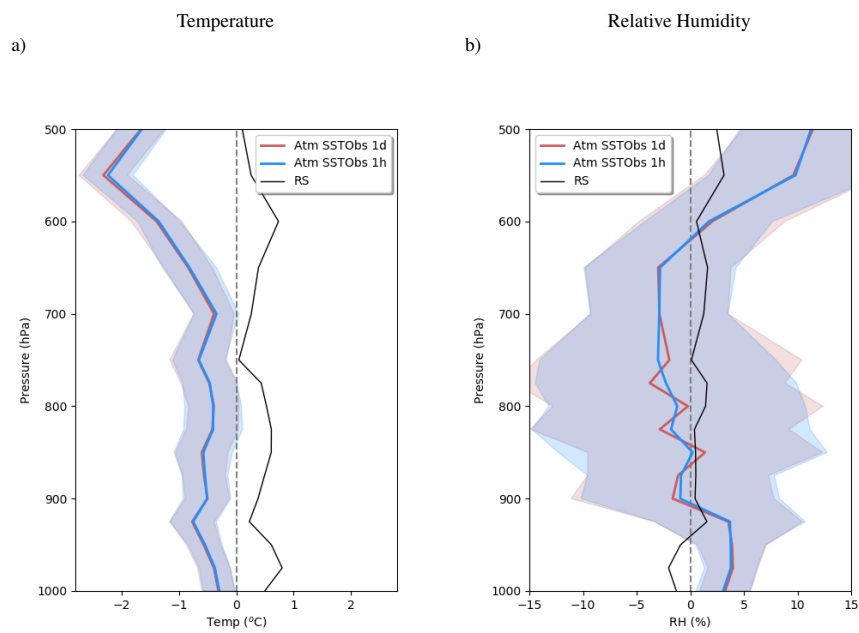 Temperature
Relative Humidity
a)
b)
500
600
700
800
900
1000
Pressure (hPa)
−2
−1
0
1
2
Temp (°C)
Atm SSTObs 1d
Atm SSTObs 1h
RS
500
600
700
800
900
1000
Pressure (hPa)
−15
−10
−5
0
5
10
15
RH (%)
Atm SSTObs 1d
Atm SSTObs 1h
RS